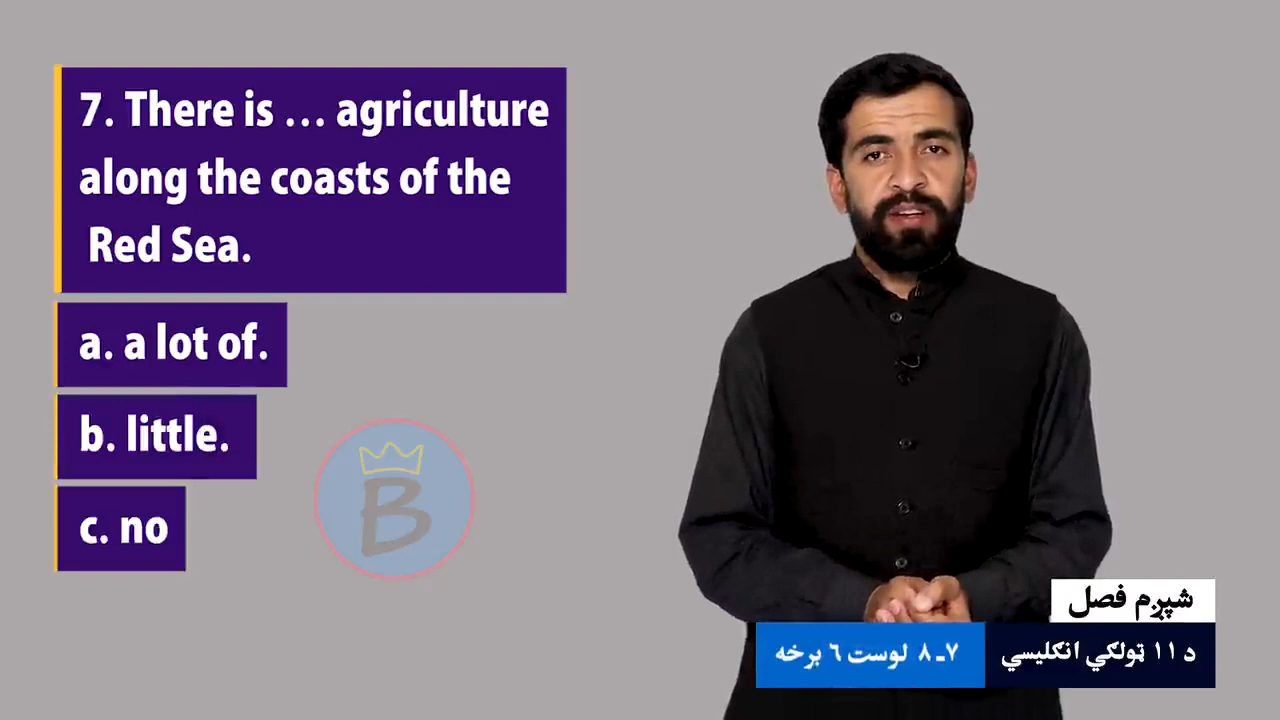 7. There is ... agriculture
along the coasts of the
Red Sea.
a. a lot of.
b. little.
c. no
B
شپږم فصل
د ۱۱ ټولګي انګلیسي
۷ـ ۸ لوست ٦ برخه